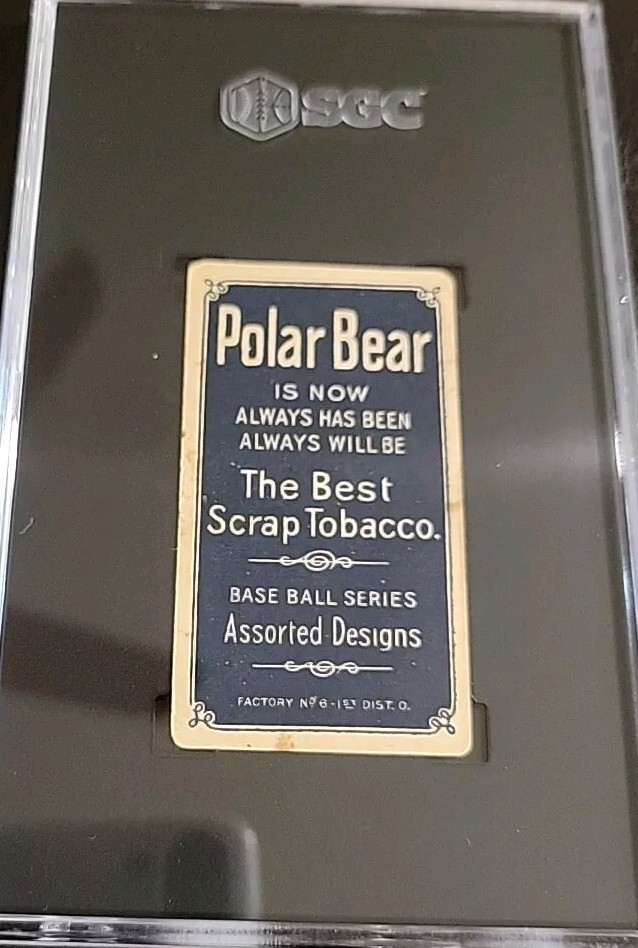 SGC
Polar Bear
IS NOW
ALWAYS HAS BEEN
ALWAYS WILL BE
The Best
Scrap Tobacco.
BASE BALL SERIES
Assorted Designs
FACTORY Nº 6-1ST DIST. O.